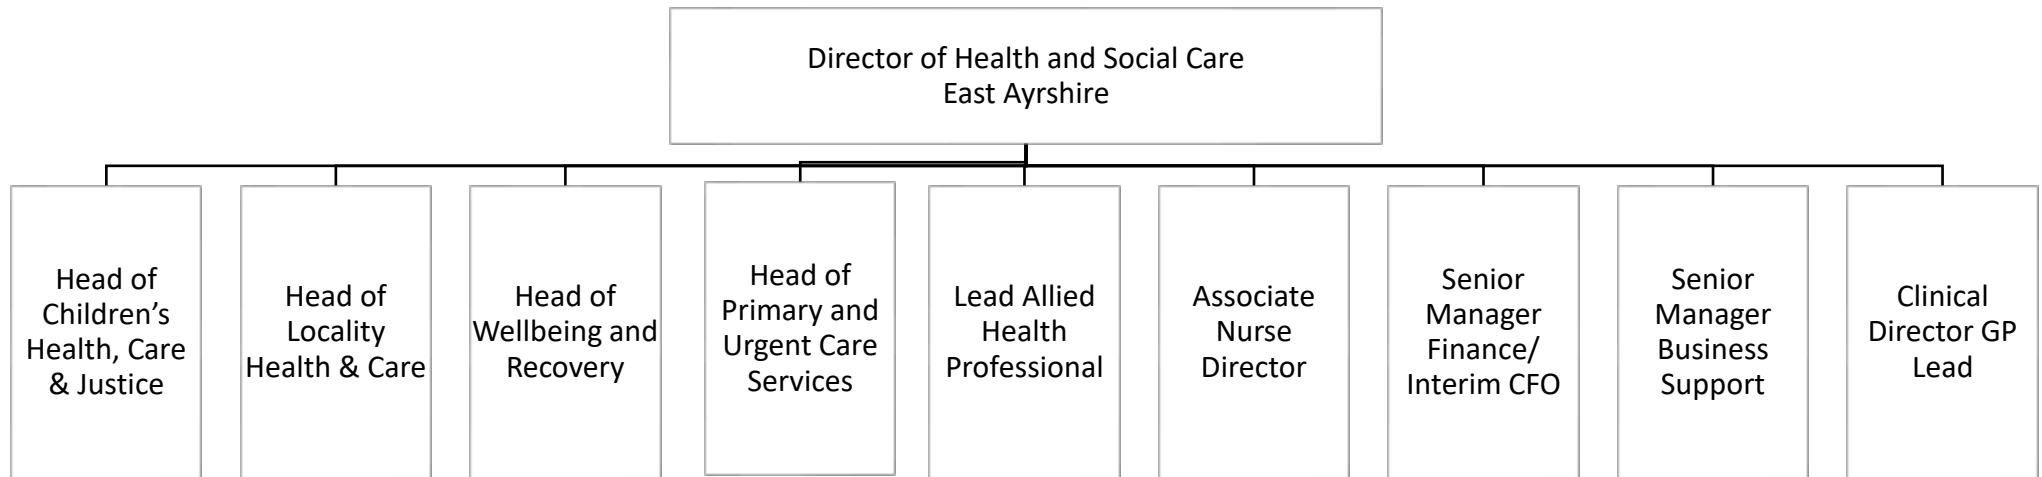 Director of Health and Social Care
East Ayrshire
Head of
Children’s
Health, Care
& Justice
Head of
Locality
Health & Care
Head of
Wellbeing and
Recovery
Head of
Primary and
Urgent Care
Services
Lead Allied
Health
Professional
Associate
Nurse
Director
Senior
Manager
Finance/
Interim CFO
Senior
Manager
Business
Support
Clinical
Director GP
Lead